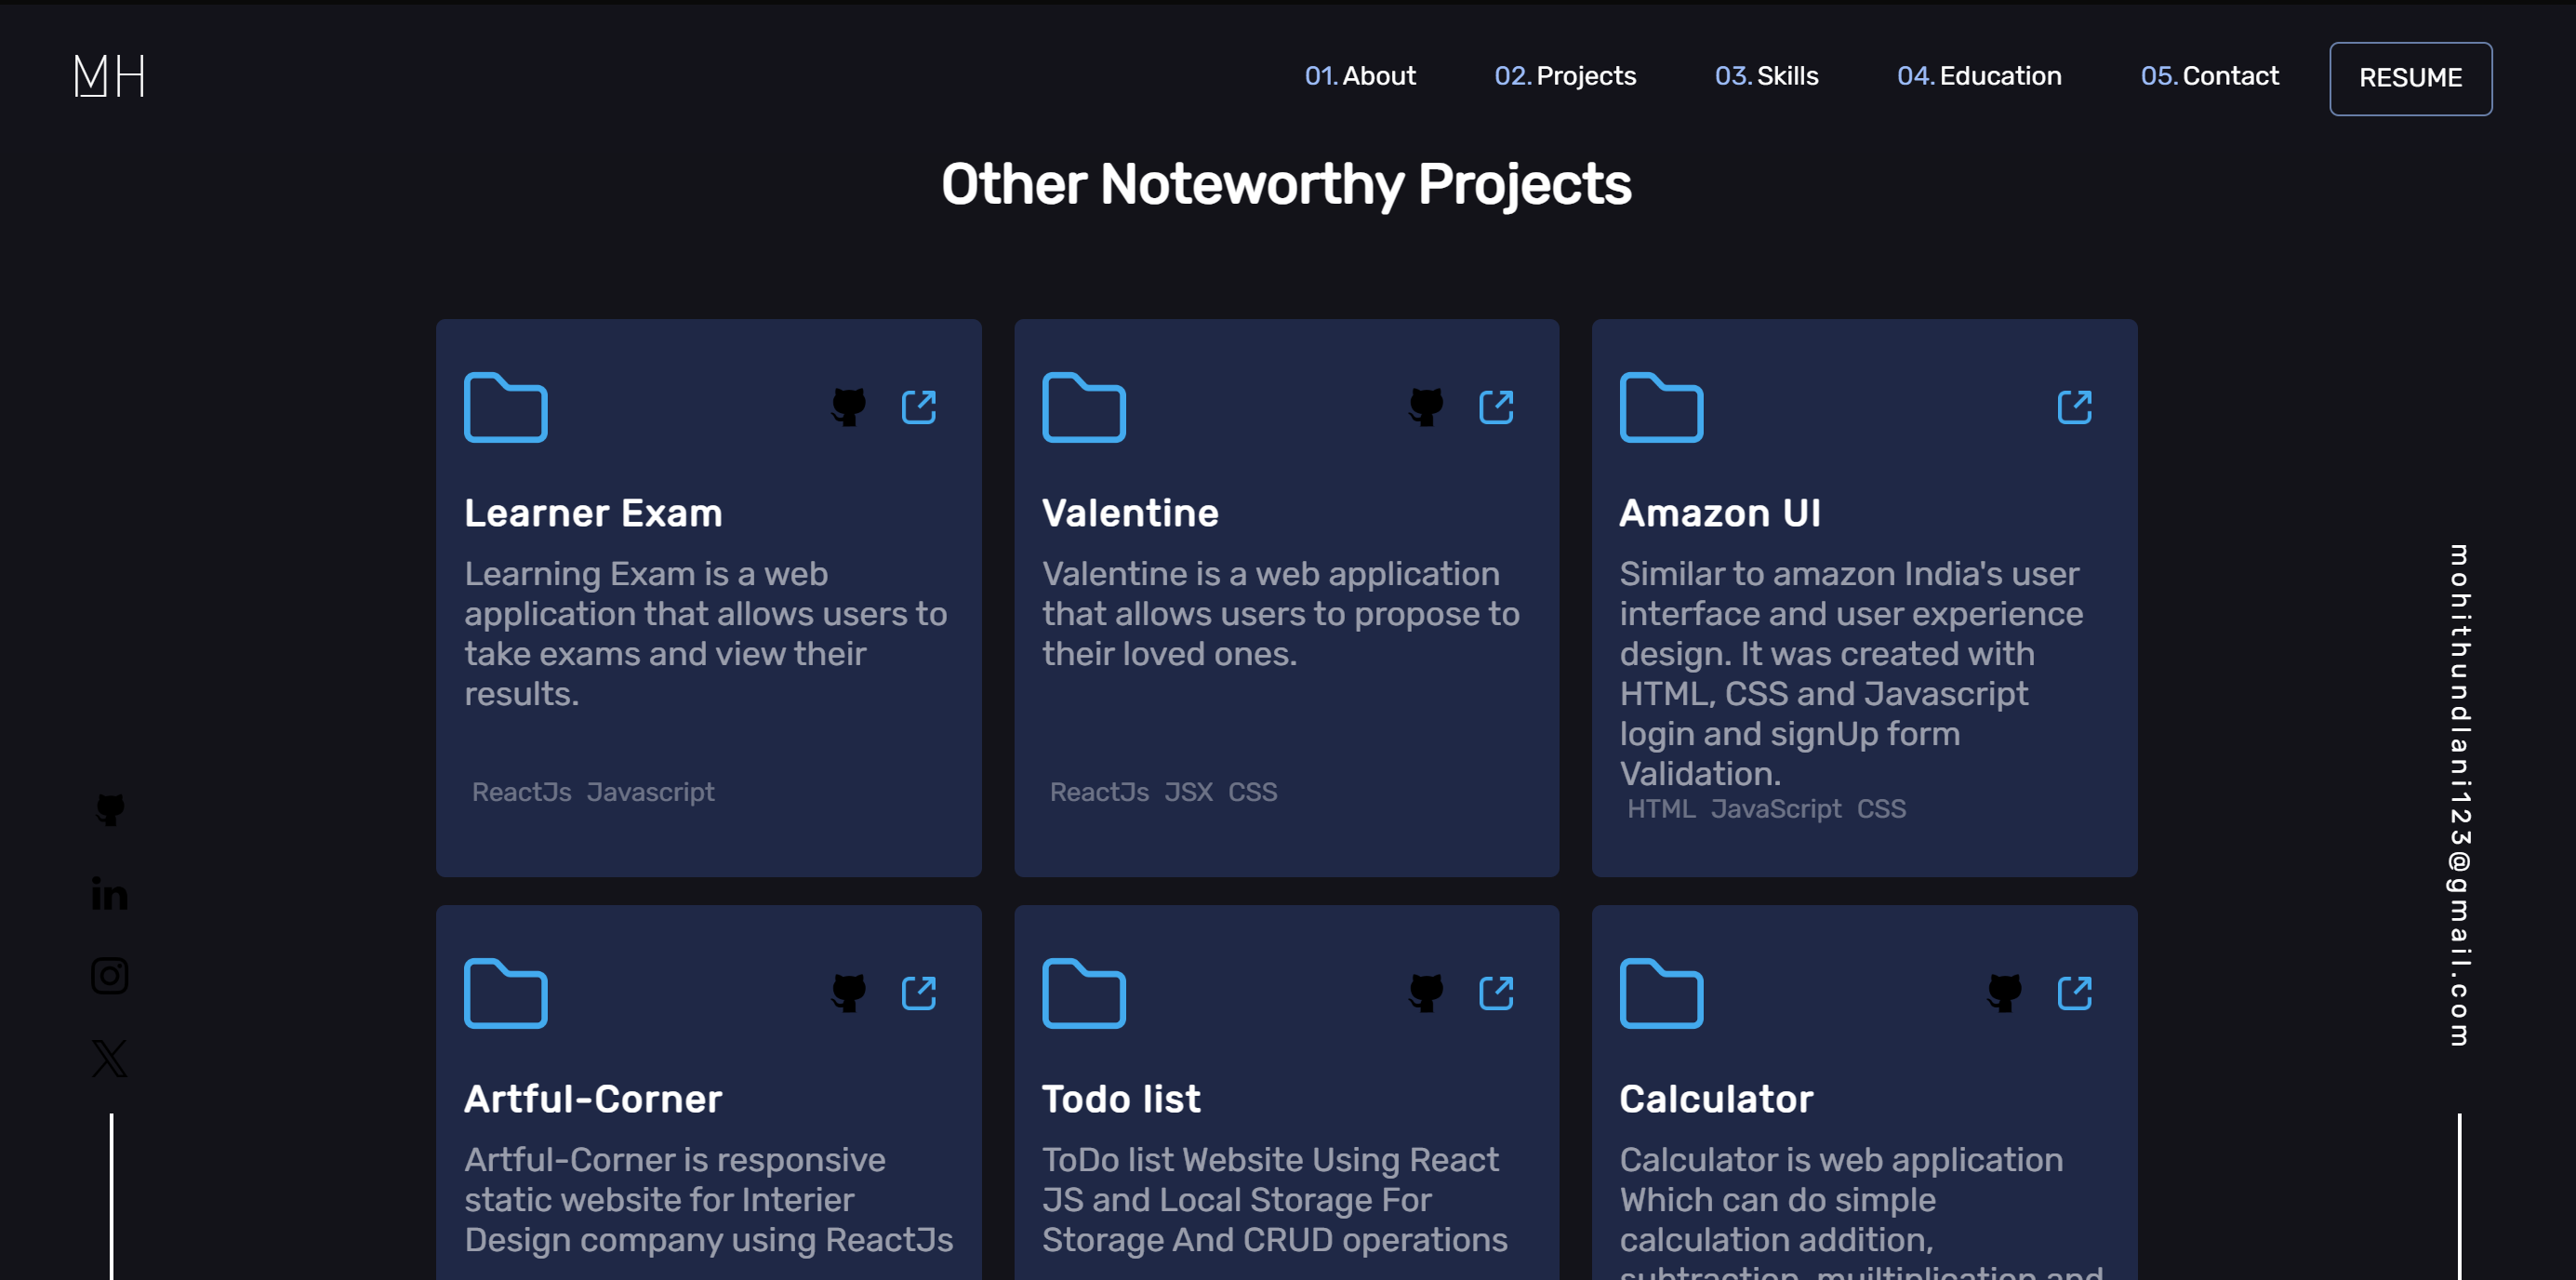 MH
01. About 02. Projects 03. Skills 04. Education 05. Contact RESUME
Other Noteworthy Projects
Learner Exam
Learning Exam is a web
application that allows users to
take exams and view their
results.
ReactJs Javascript
Valentine
Valentine is a web application
that allows users to propose to
their loved ones.
ReactJs JSX CSS
Amazon UI
Similar to amazon India's user
interface and user experience
design. It was created with
HTML, CSS and Javascript
login and signUp form
Validation.
HTML JavaScript CSS
Artful-Corner
Artful-Corner is responsive
static website for Interier
Design company using ReactJs
Todo list
ToDo list Website Using React
JS and Local Storage For
Storage And CRUD operations
Calculator
Calculator is web application
Which can do simple
calculation addition,
subtraction, muiltiplication and
mohithundlani123@gmail.com